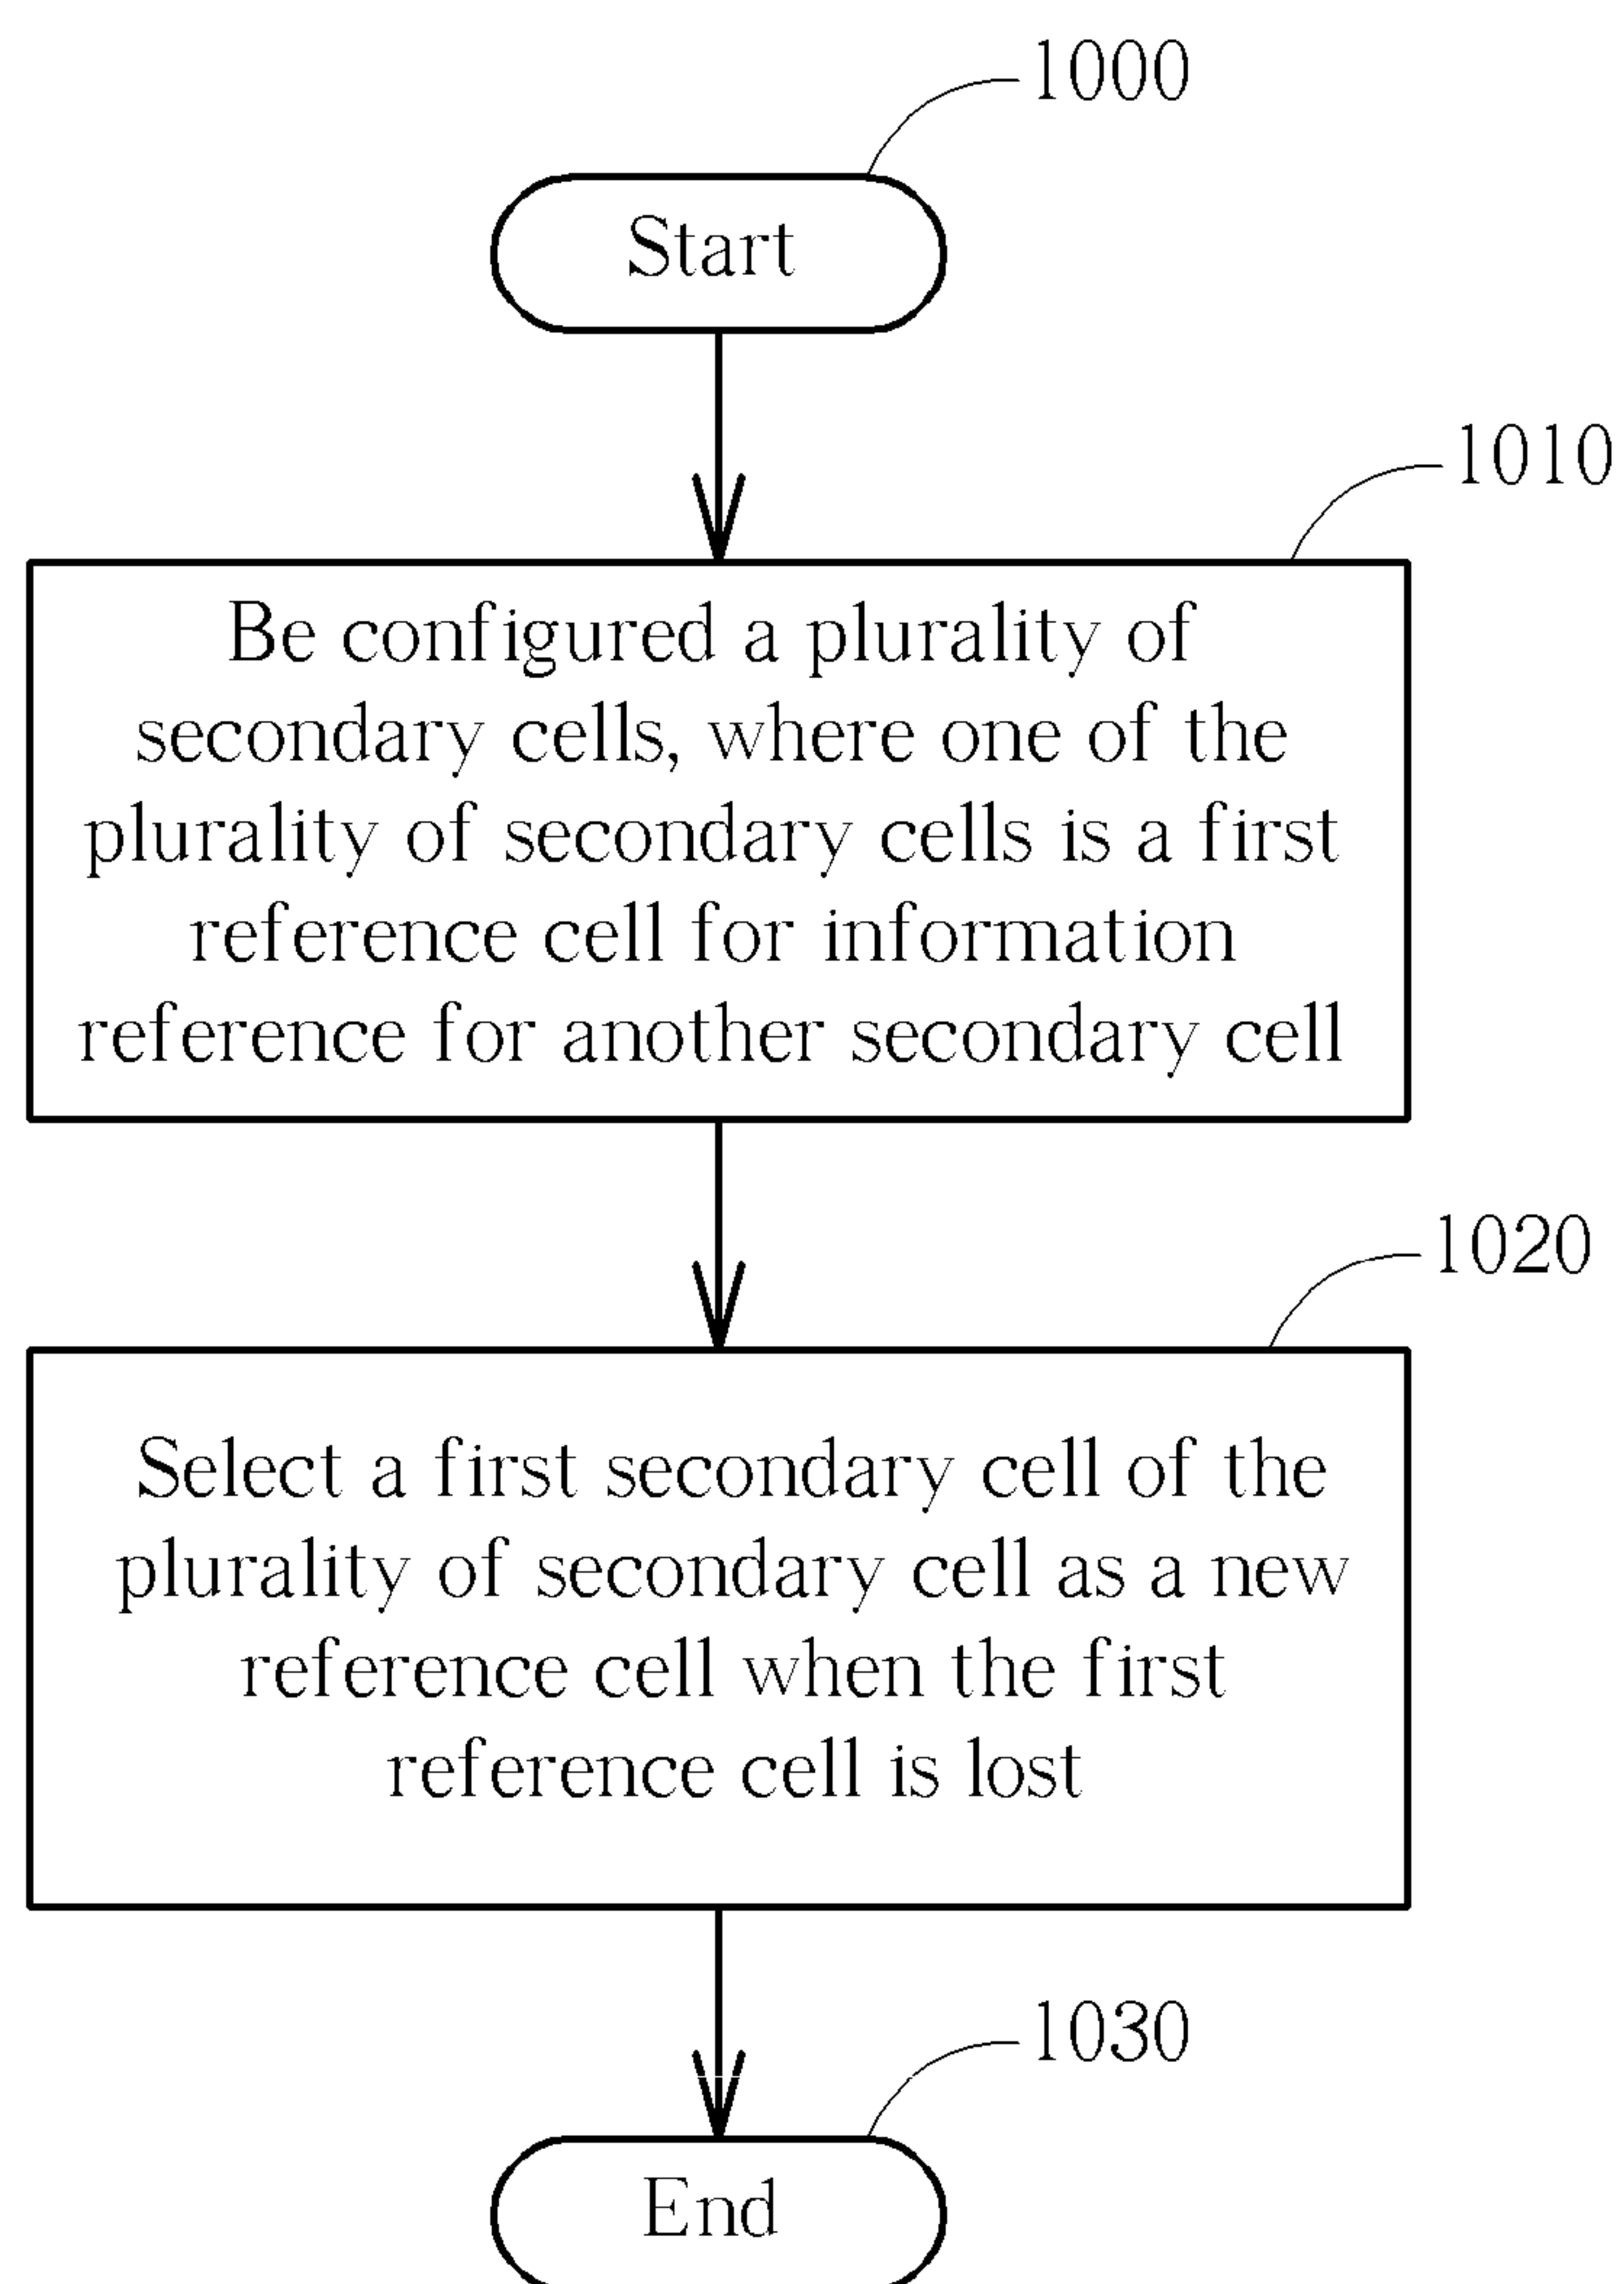 1000
Start
1010
Be configured a plurality of
secondary cells, where one of the
plurality of secondary cells is a first
reference cell for information
reference for another secondary cell
1020
Select a first secondary cell of the
plurality of secondary cell as a new
reference cell when the first
reference cell is lost
1030
End